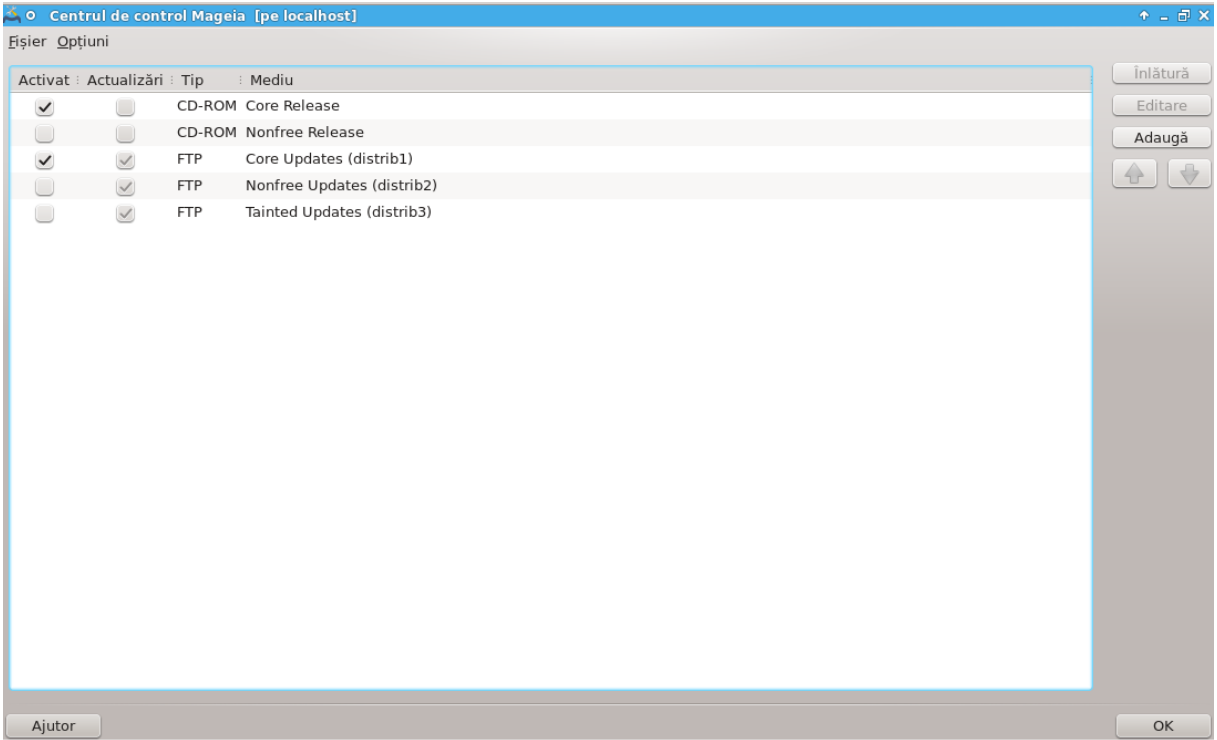 Centrul de control Mageia [pe localhost]
Fișier Opțiuni
Activat Actualizări Tip Mediu
CD-ROM Core Release
CD-ROM Nonfree Release
FTP Core Updates (distrib1)
FTP Nonfree Updates (distrib2)
FTP Tainted Updates (distrib3)
Înlătură
Editare
Adaugă
Ajutor
OK